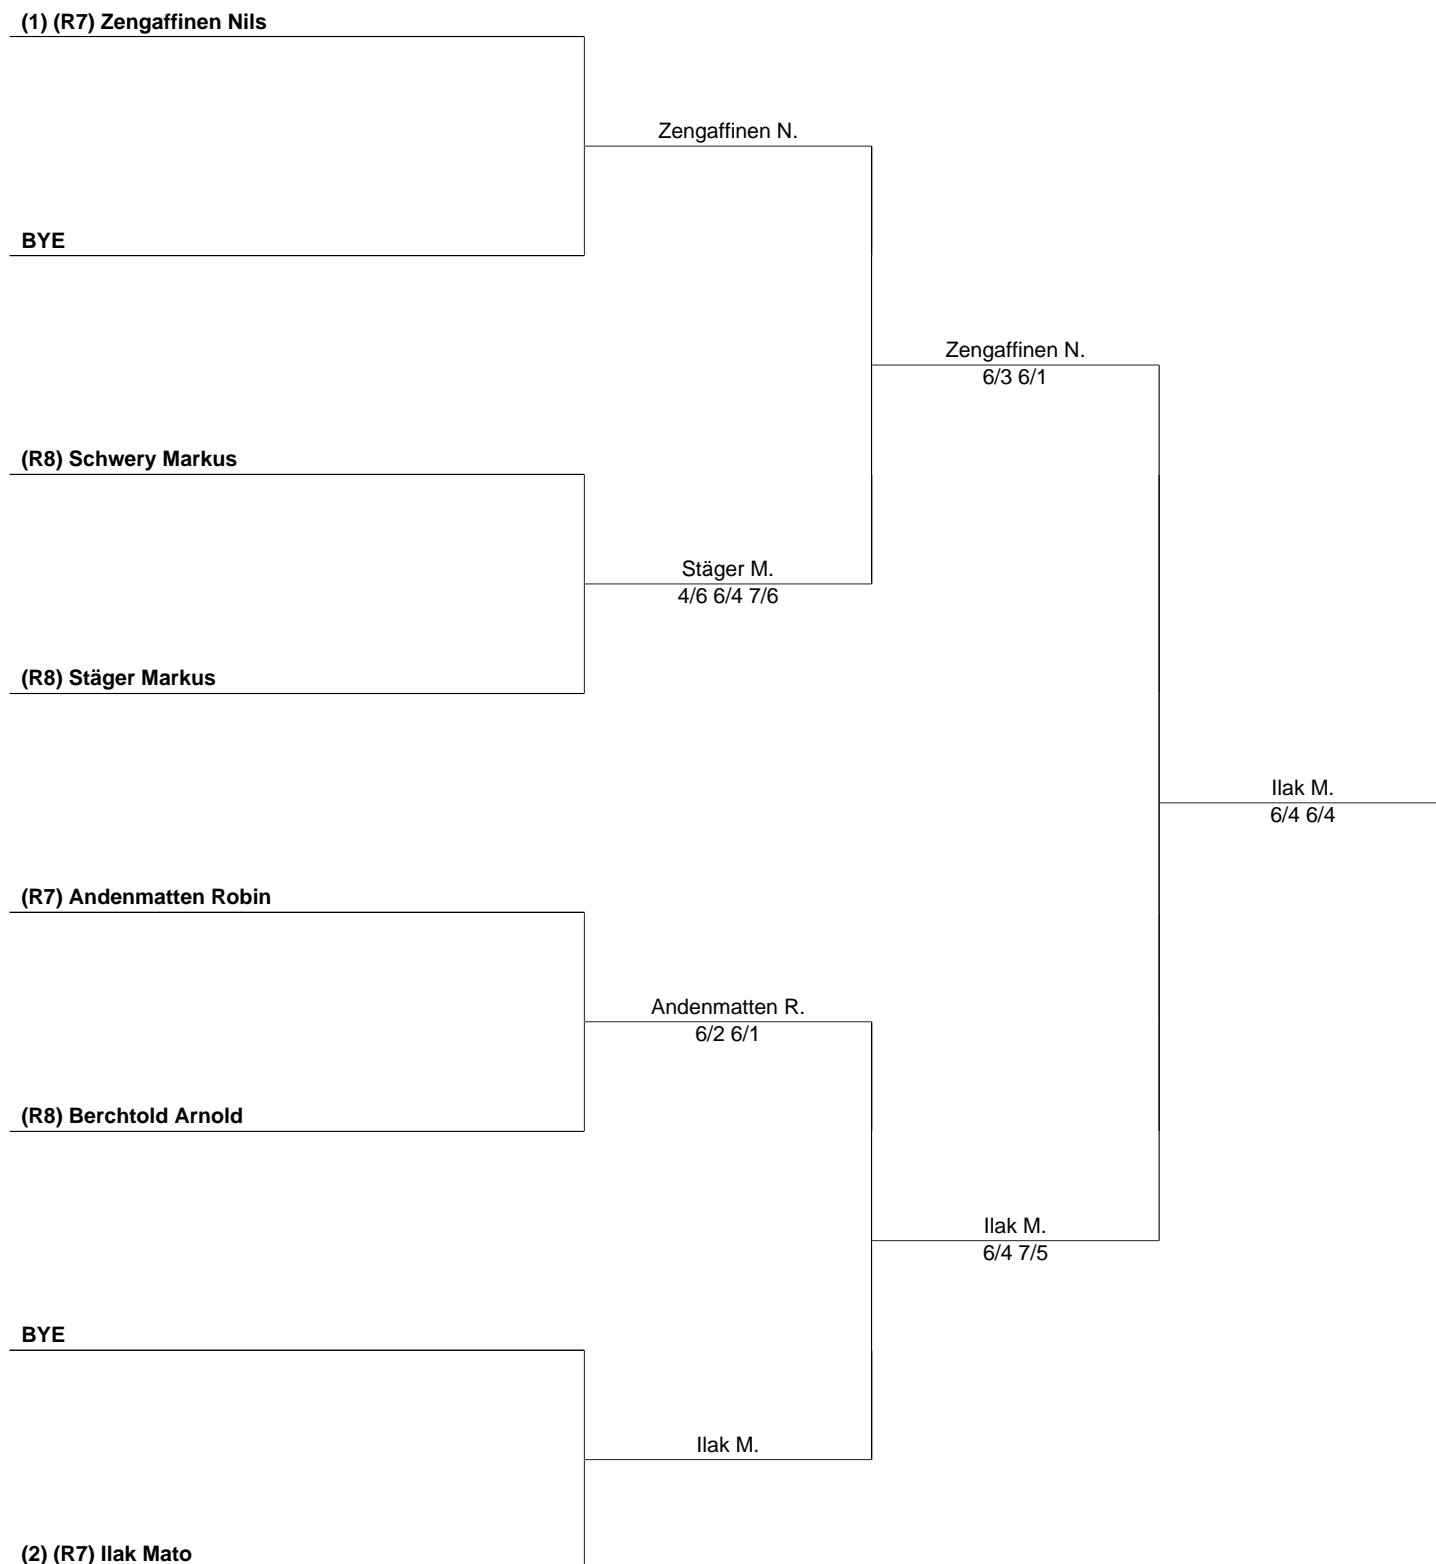 (1) (R7) Zengaffinen Nils
Zengaffinen N.
BYE
Zengaffinen N.
6/3 6/1
(R8) Schwery Markus
Stäger M.
4/6 6/4 7/6
(R8) Stäger Markus
Ilak M.
6/4 6/4
(R7) Andenmatten Robin
Andenmatten R.
6/2 6/1
(R8) Berchtold Arnold
Ilak M.
6/4 7/5
BYE
Ilak M.
(2) (R7) Ilak Mato